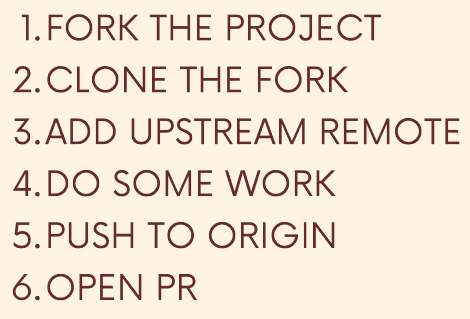 1. FORK THE PROJECT
2. CLONE THE FORK
3. ADD UPSTREAM REMOTE
4. DO SOME WORK
5. PUSH TO ORIGIN
6. OPEN PR